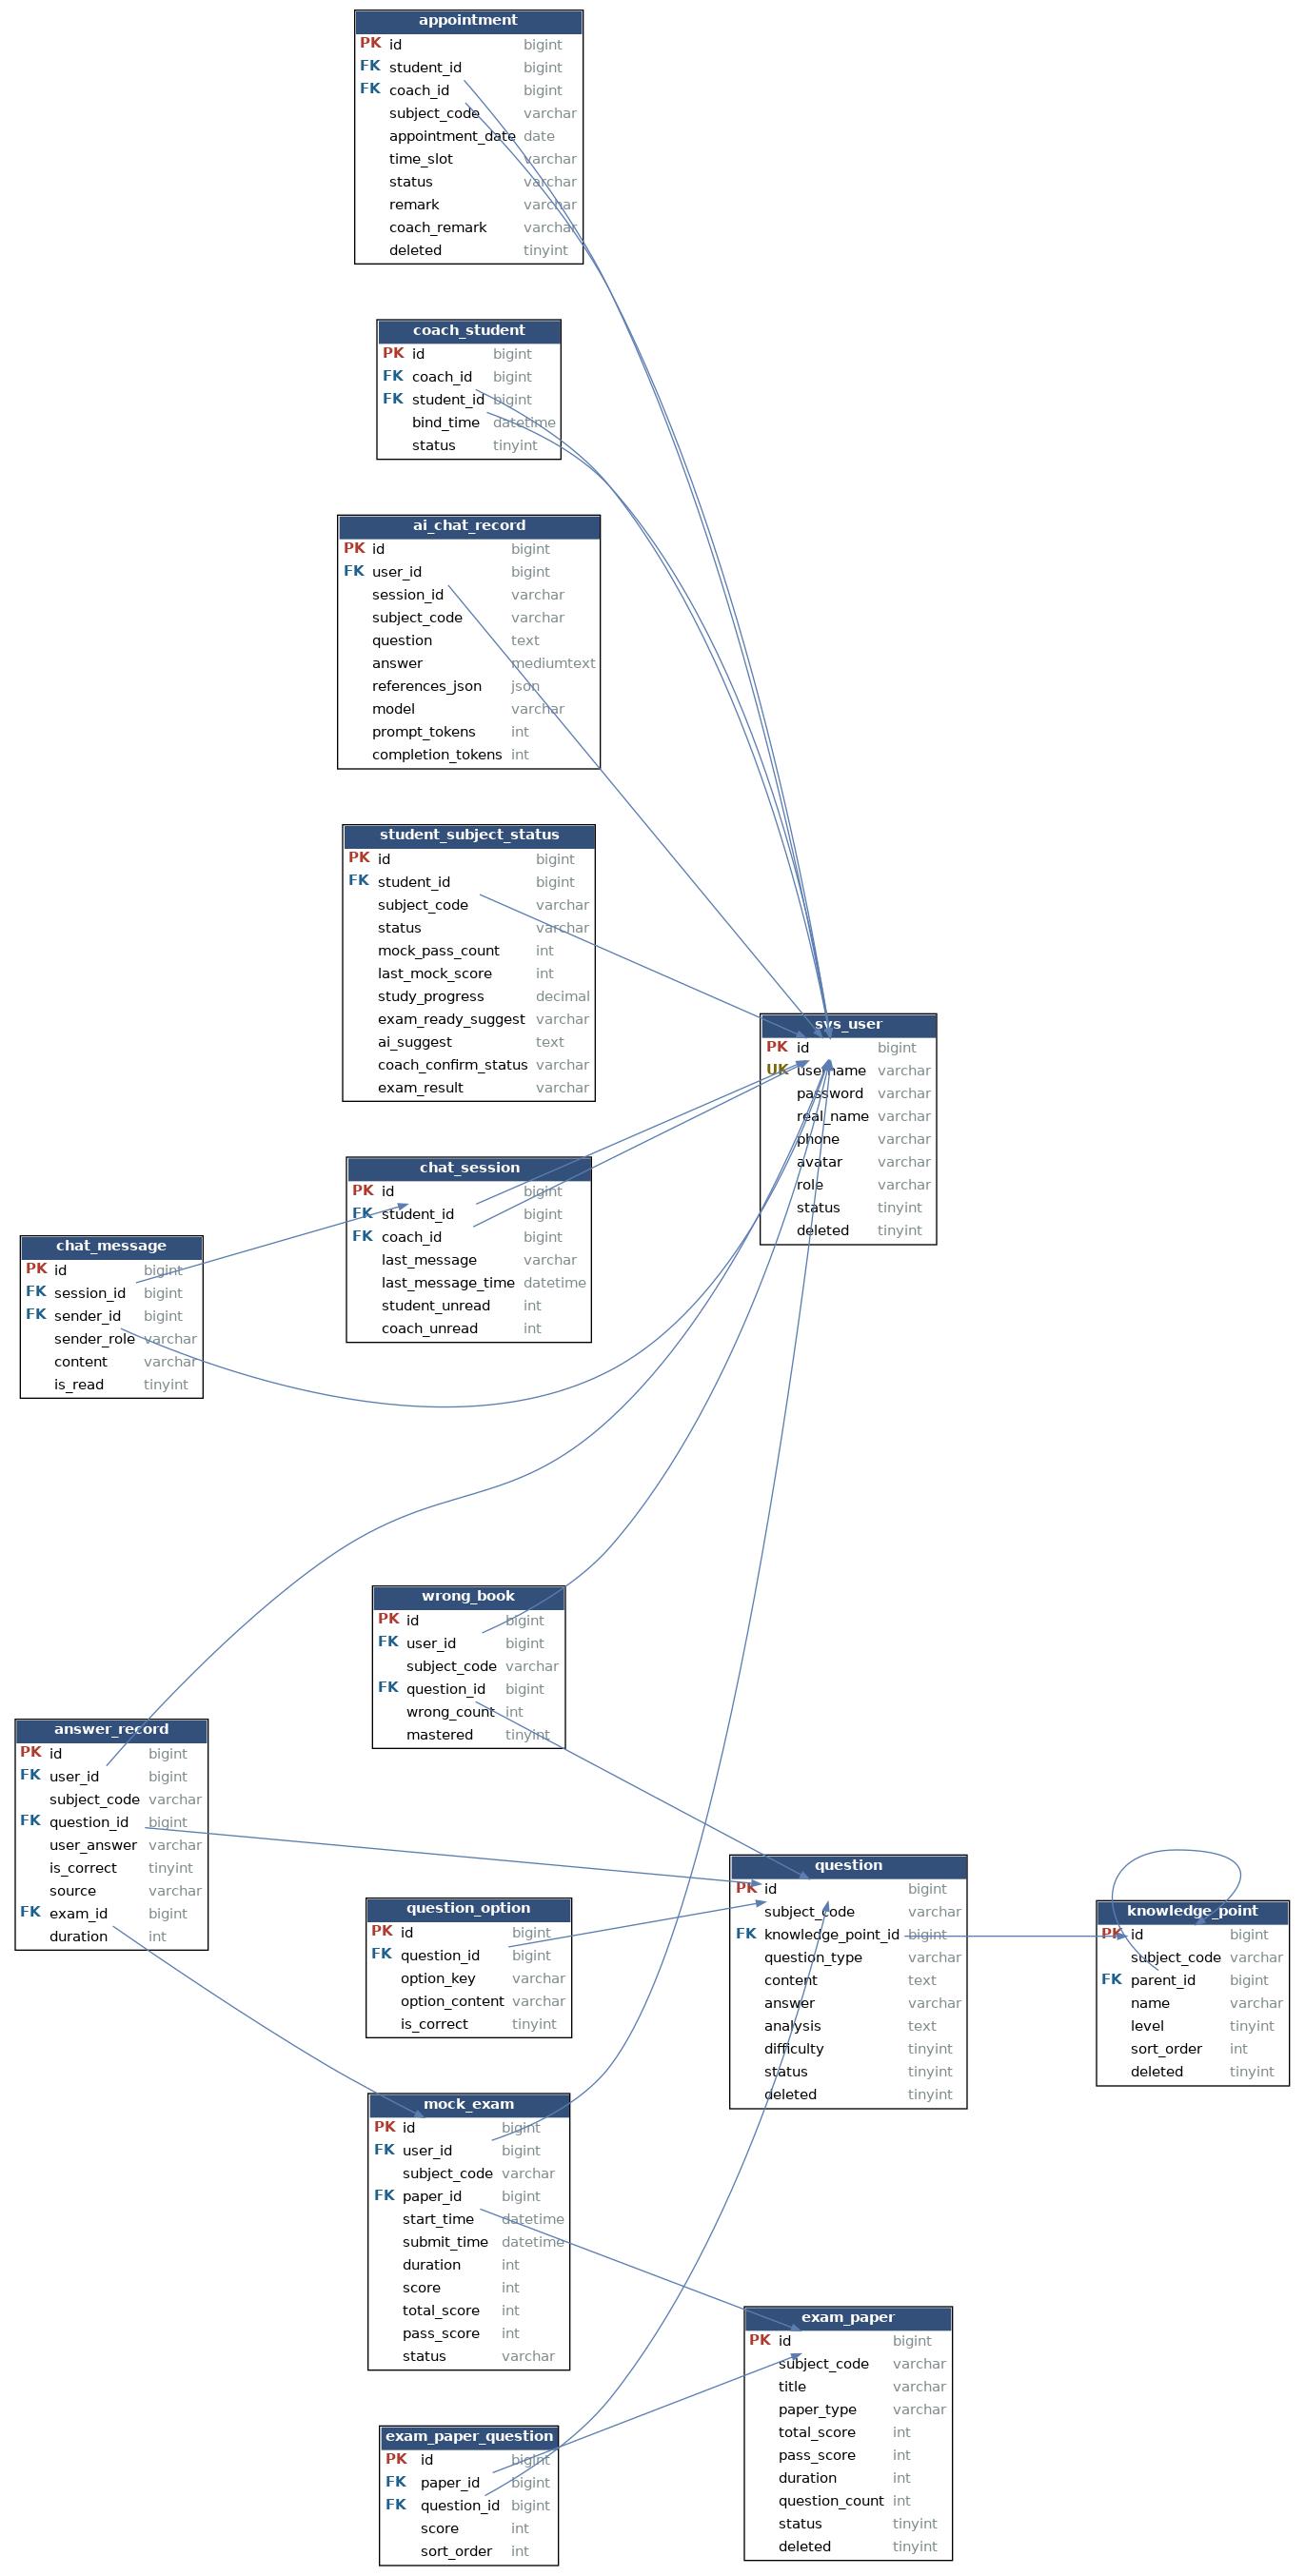 appointment
PK id bigint
FK student_id bigint
FK coach_id bigint
subject_code varchar
appointment_date date
time_slot varchar
status varchar
remark varchar
coach_remark varchar
deleted tinyint
coach_student
PK id bigint
FK coach_id bigint
FK student_id bigint
bind_time datetime
status tinyint
ai_chat_record
PK id bigint
FK user_id bigint
session_id varchar
subject_code varchar
question text
answer mediumtext
references_json json
model varchar
prompt_tokens int
completion_tokens int
student_subject_status
PK id bigint
FK student_id bigint
subject_code varchar
status varchar
mock_pass_count int
last_mock_score int
study_progress decimal
exam_ready_suggest varchar
ai_suggest text
coach_confirm_status varchar
exam_result varchar
sys_user
PK id bigint
UK username varchar
password varchar
real_name varchar
phone varchar
avatar varchar
role varchar
status tinyint
deleted tinyint
chat_session
PK id bigint
FK student_id bigint
FK coach_id bigint
last_message varchar
last_message_time datetime
student_unread int
coach_unread int
chat_message
PK id bigint
FK session_id bigint
FK sender_id bigint
sender_role varchar
content varchar
is_read tinyint
wrong_book
PK id bigint
FK user_id bigint
subject_code varchar
FK question_id bigint
wrong_count int
mastered tinyint
answer_record
PK id bigint
FK user_id bigint
subject_code varchar
FK question_id bigint
user_answer varchar
is_correct tinyint
source varchar
FK exam_id bigint
duration int
question
PK id bigint
subject_code varchar
FK knowledge_point_id bigint
question_type varchar
content text
answer varchar
analysis text
difficulty tinyint
status tinyint
deleted tinyint
knowledge_point
PK id bigint
subject_code varchar
FK parent_id bigint
name varchar
level tinyint
sort_order int
deleted tinyint
question_option
PK id bigint
FK question_id bigint
option_key varchar
option_content varchar
is_correct tinyint
mock_exam
PK id bigint
FK user_id bigint
subject_code varchar
FK paper_id bigint
start_time datetime
submit_time datetime
duration int
score int
total_score int
pass_score int
status varchar
exam_paper
PK id bigint
subject_code varchar
title varchar
paper_type varchar
total_score int
pass_score int
duration int
question_count int
status tinyint
deleted tinyint
exam_paper_question
PK id bigint
FK paper_id bigint
FK question_id bigint
score int
sort_order int